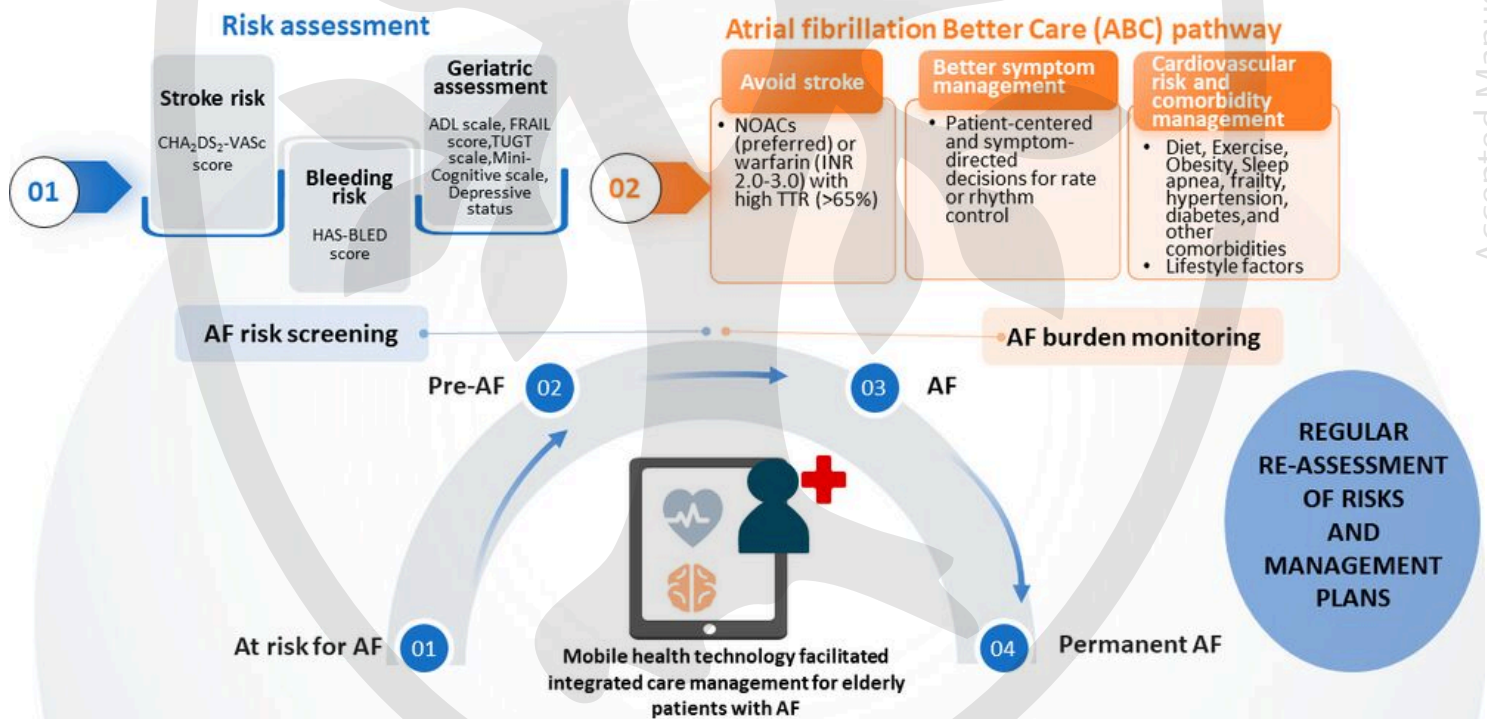 Risk assessment
Stroke risk
CHA₂DS₂-VASc
score
Bleeding
risk
HAS-BLED
score
Geriatric
assessment
ADL scale, FRAIL
score,TUGT
scale,Mini-
Cognitive scale,
Depressive
status
01
Atrial fibrillation Better Care (ABC) pathway
02
Avoid stroke
• NOACs
(preferred) or
warfarin (INR
2.0-3.0) with
high TTR (>65%)
Better symptom
management
• Patient-centered
and symptom-
directed
decisions for rate
or rhythm
control
Cardiovascular
risk and
comorbidity
management
• Diet, Exercise,
Obesity, Sleep
apnea, frailty,
hypertension,
diabetes,and
other
comorbidities
• Lifestyle factors
AF risk screening
AF burden monitoring
Pre-AF
02
03
AF
At risk for AF
01
04
Permanent AF
Mobile health technology facilitated
integrated care management for elderly
patients with AF
REGULAR
RE-ASSESSMENT
OF RISKS
AND
MANAGEMENT
PLANS
Accepted